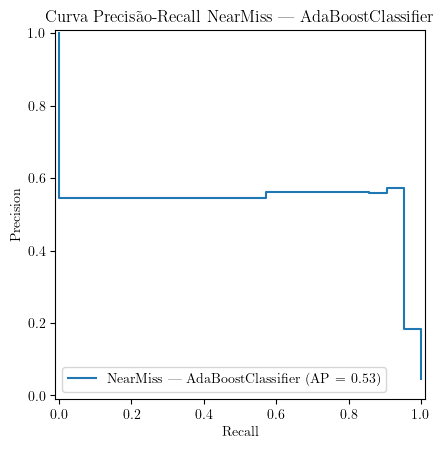 Curva Precisão-Recall NearMiss — AdaBoostClassifier
1.0
0.8
0.6
0.4
0.2
0.0
Precision
NearMiss — AdaBoostClassifier (AP = 0.53)
0.0 0.2 0.4 0.6 0.8 1.0
Recall